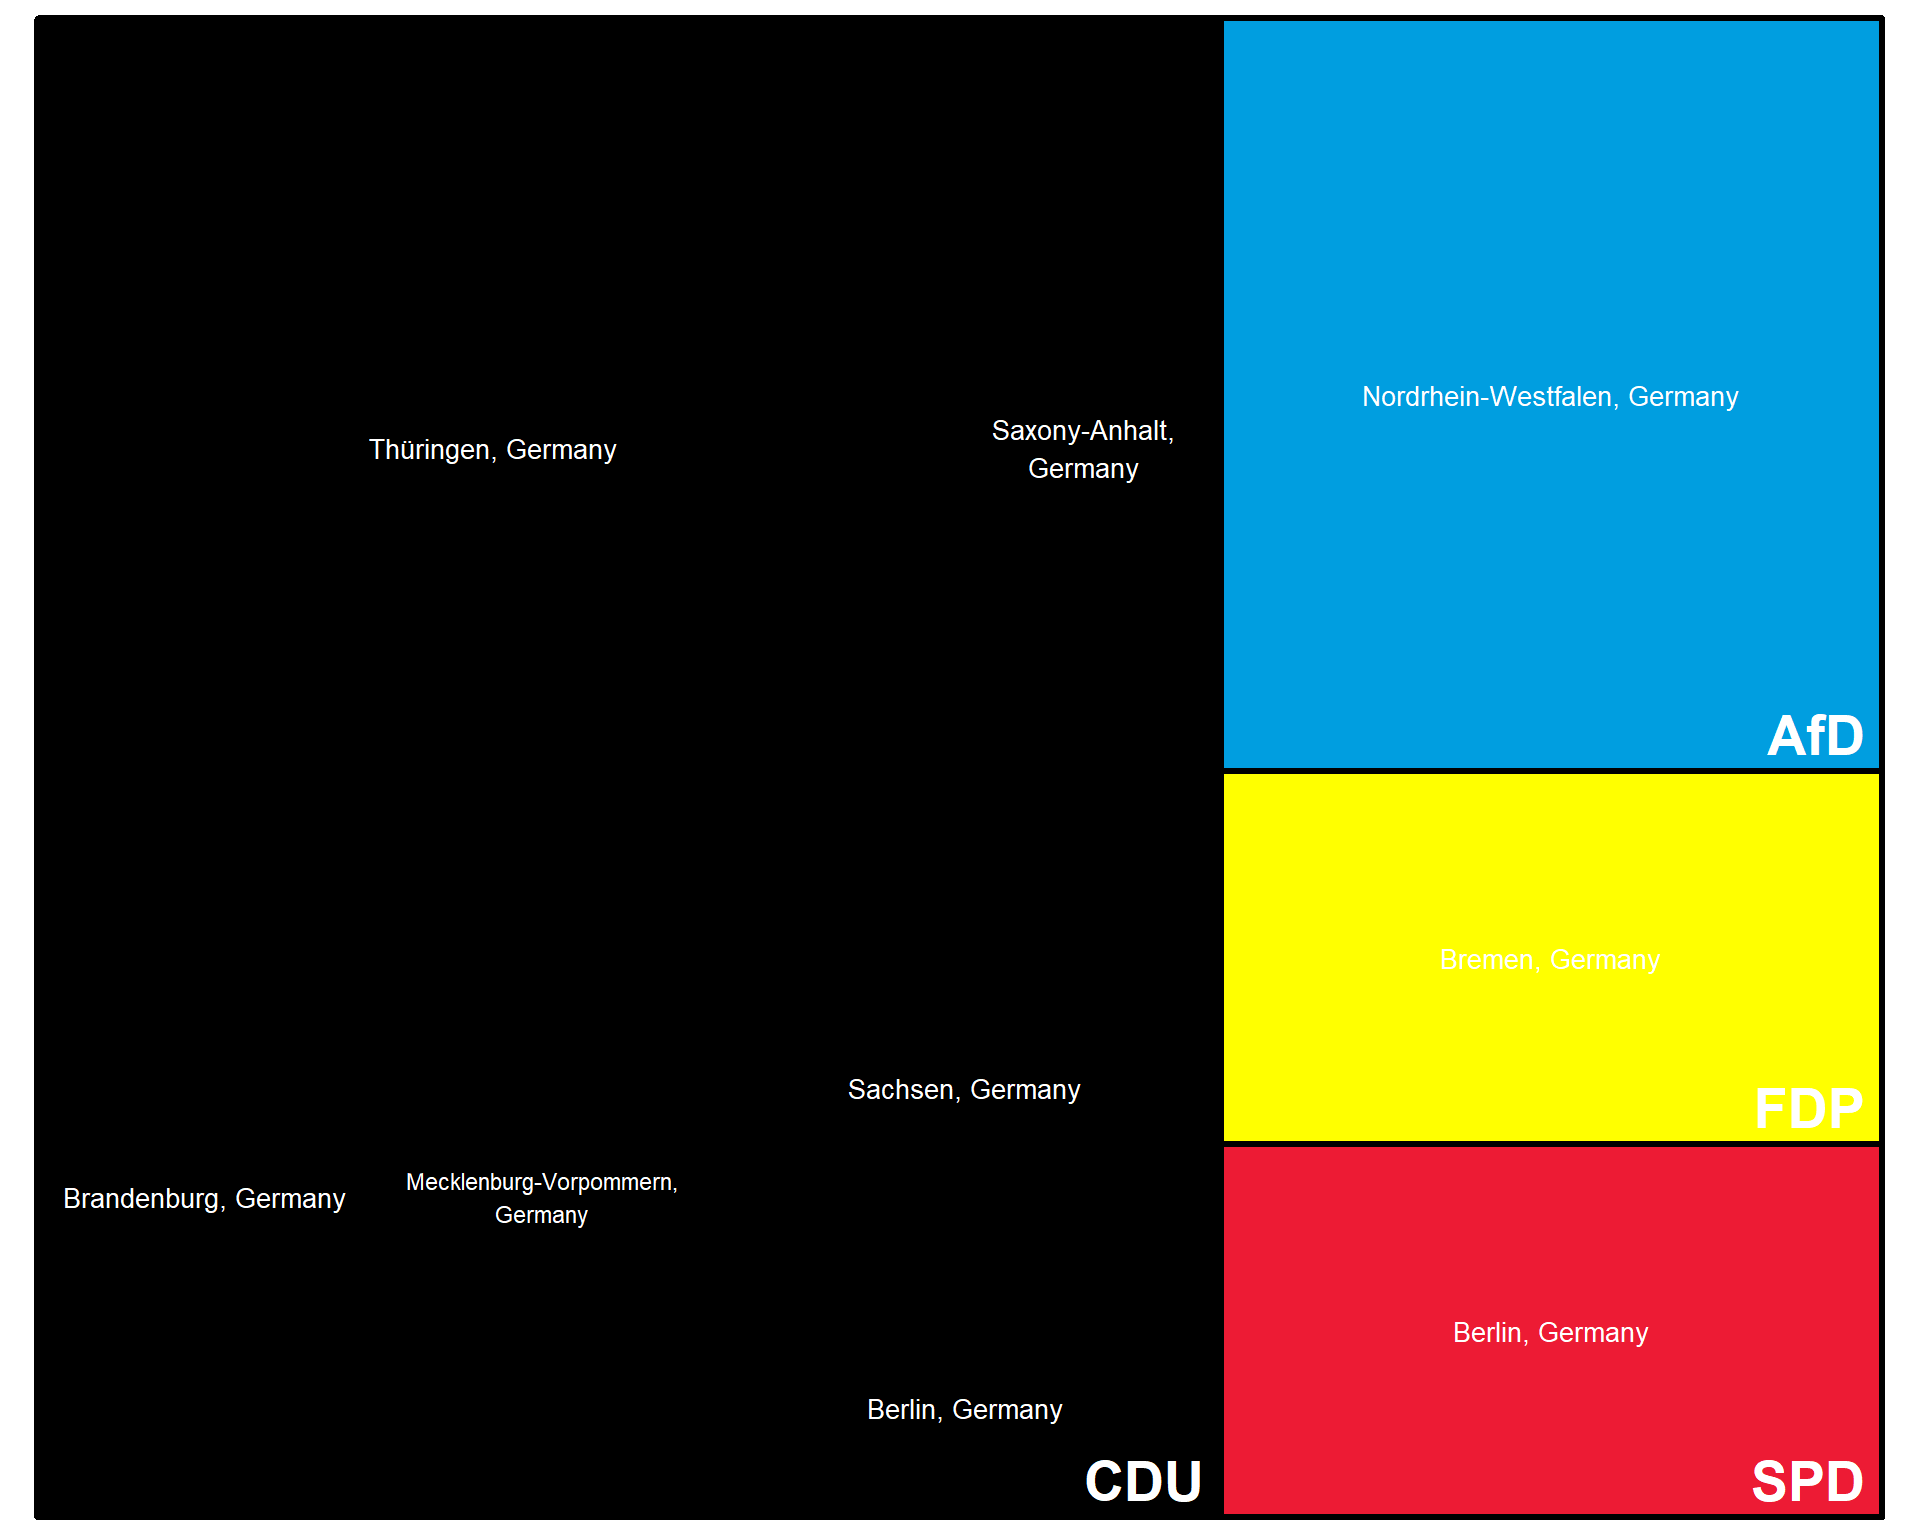 Thüringen, Germany
Saxony-Anhalt,
Germany
Sachsen, Germany
Brandenburg, Germany
Mecklenburg-Vorpommern,
Germany
Berlin, Germany
CDU
Nordrhein-Westfalen, Germany
AfD
Bremen, Germany
FDP
Berlin, Germany
SPD